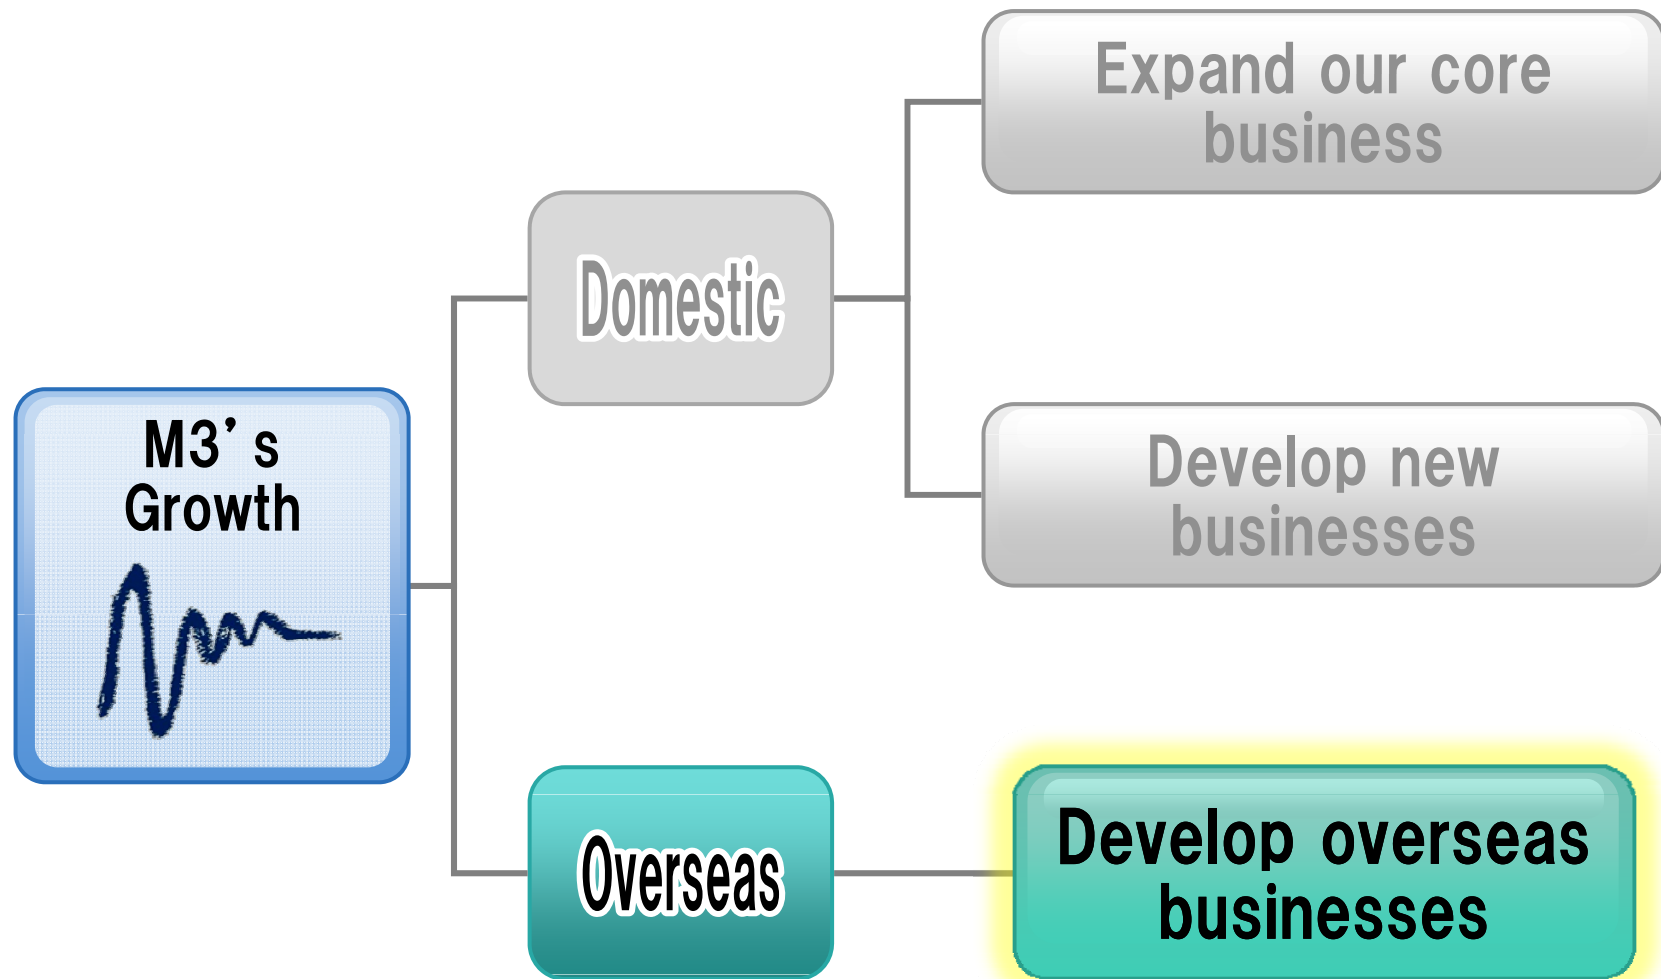 M3’s
Growth
Domestic
Expand our core
business
Develop new
businesses
Overseas
Develop overseas
businesses